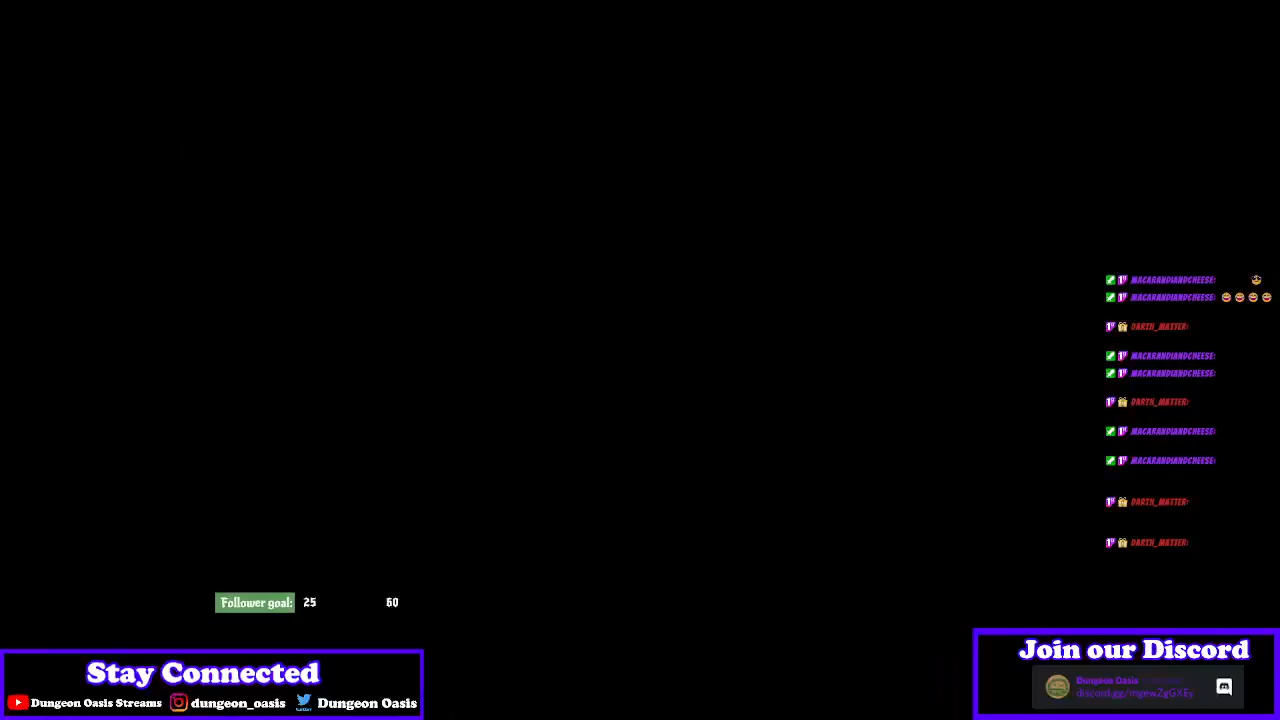 MACARANDIANDCHEESE:
MACARANDIANDCHEESE:
DARTH_MATTER:
MACARANDIANDCHEESE:
MACARANDIANDCHEESE:
DARTH_MATTER:
MACARANDIANDCHEESE:
MACARANDIANDCHEESE:
DARTH_MATTER:
DARTH_MATTER:
Follower goal: 25 60
Stay Connected
Dungeon Oasis Streams dungeon_oasis Dungeon Oasis
Join our Discord
Dungeon Oasis